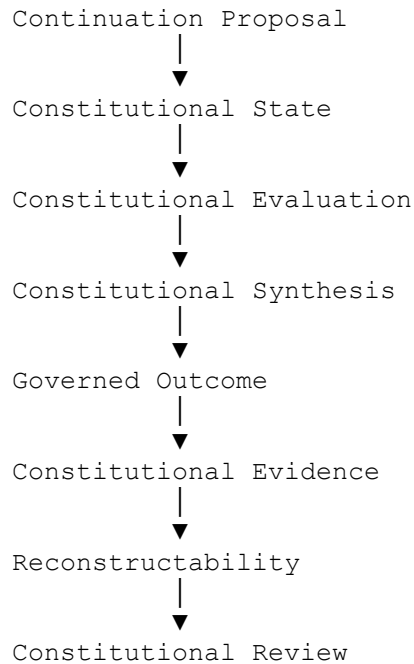 Continuation Proposal
Constitutional State
Constitutional Evaluation
Constitutional Synthesis
Governed Outcome
Constitutional Evidence
Reconstructability
Constitutional Review